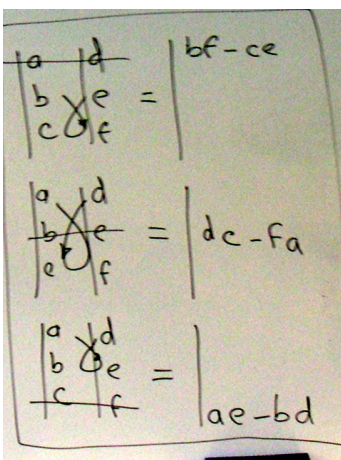 a d bf-ce
b e =
c f
a d
b e = dc-fa
e f
a d
b e =
c f ae-bd